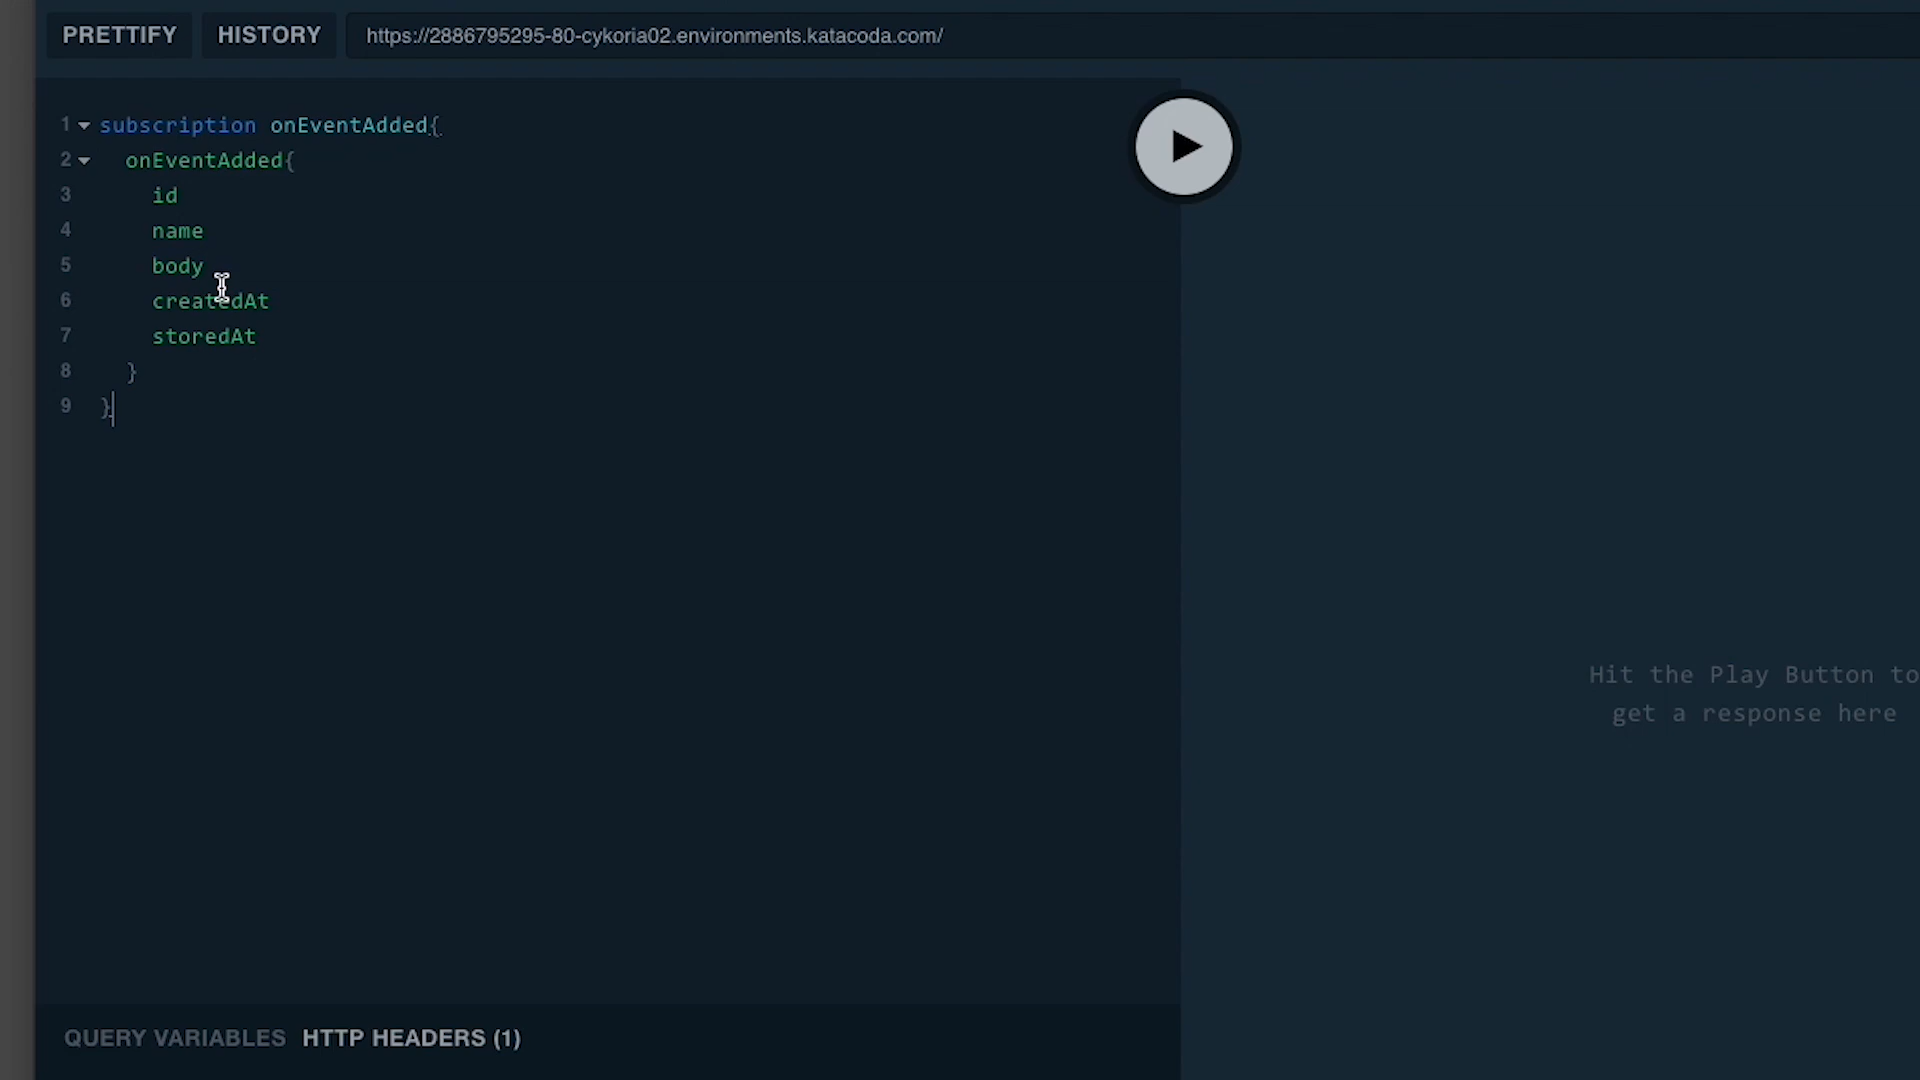 PRETTIFY HISTORY https://2886795295-80-cykoria02.environments.katacoda.com/
1 subscription onEventAdded{
2 onEventAdded{
3 id
4 name
5 body
6 createdAt
7 storedAt
8 }
9 }
Hit the Play Button to
get a response here
QUERY VARIABLES HTTP HEADERS (1)